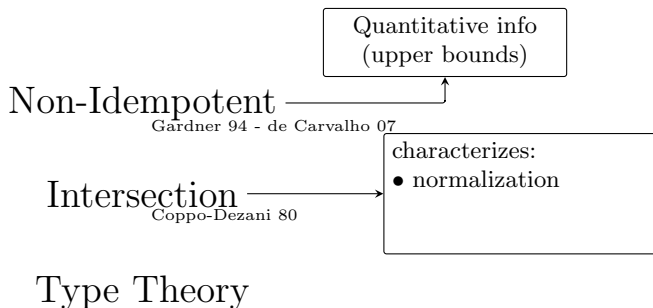 Quantitative info
(upper bounds)
Non-Idempotent
Gardner 94 - de Carvalho 07
characterizes:
• normalization
Intersection
Coppo-Dezani 80
Type Theory